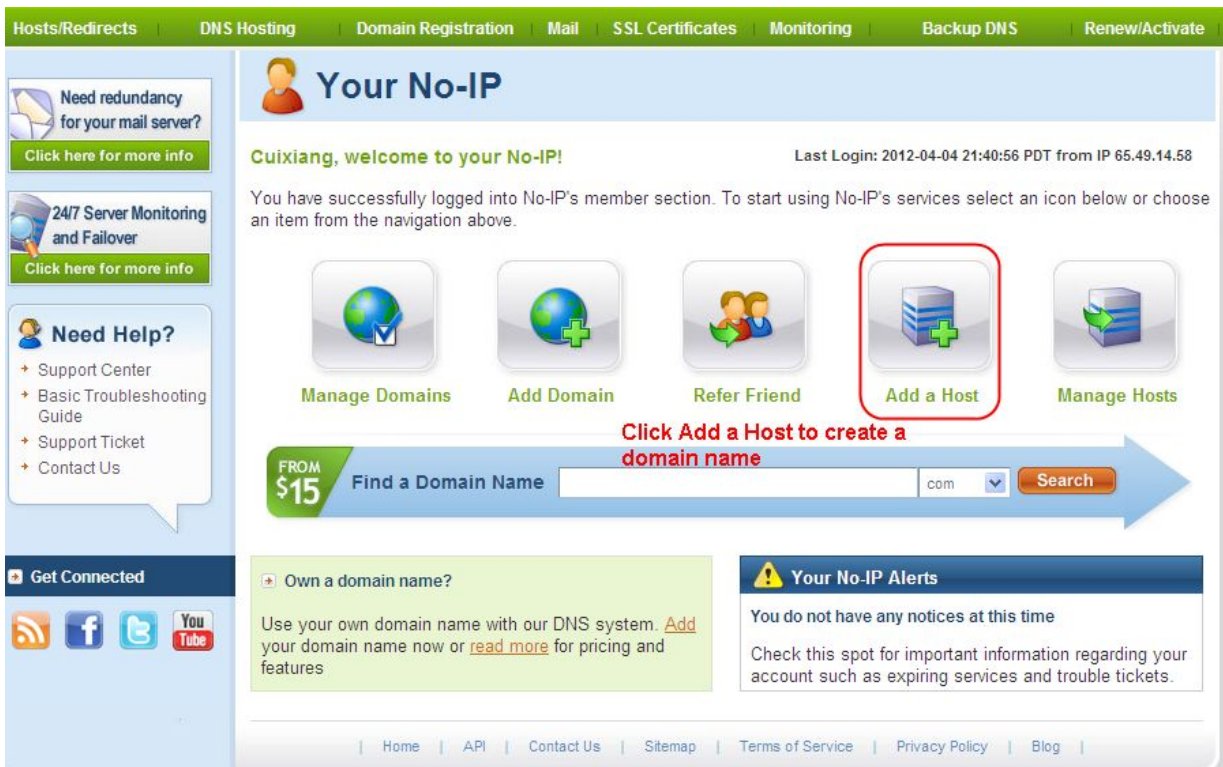 Hosts/Redirects DNS Hosting Domain Registration Mail SSL Certificates Monitoring Backup DNS Renew/Activate
Need redundancy
for your mail server?
Click here for more info
24/7 Server Monitoring
and Failover
Click here for more info
Need Help?
Support Center
Basic Troubleshooting
Guide
Support Ticket
Contact Us
Get Connected
You
Tube
Your No-IP
Cuixiang, welcome to your No-IP!
Last Login: 2012-04-04 21:40:56 PDT from IP 65.49.14.58
You have successfully logged into No-IP's member section. To start using No-IP's services select an icon below or choose
an item from the navigation above.
Manage Domains
Add Domain
Refer Friend
Add a Host
Manage Hosts
Click Add a Host to create a
domain name
FROM
$15
Find a Domain Name
com
Search
Own a domain name?
Use your own domain name with our DNS system. Add
your domain name now or read more for pricing and
features
Your No-IP Alerts
You do not have any notices at this time
Check this spot for important information regarding your
account such as expiring services and trouble tickets.
| Home | API | Contact Us | Sitemap | Terms of Service | Privacy Policy | Blog |